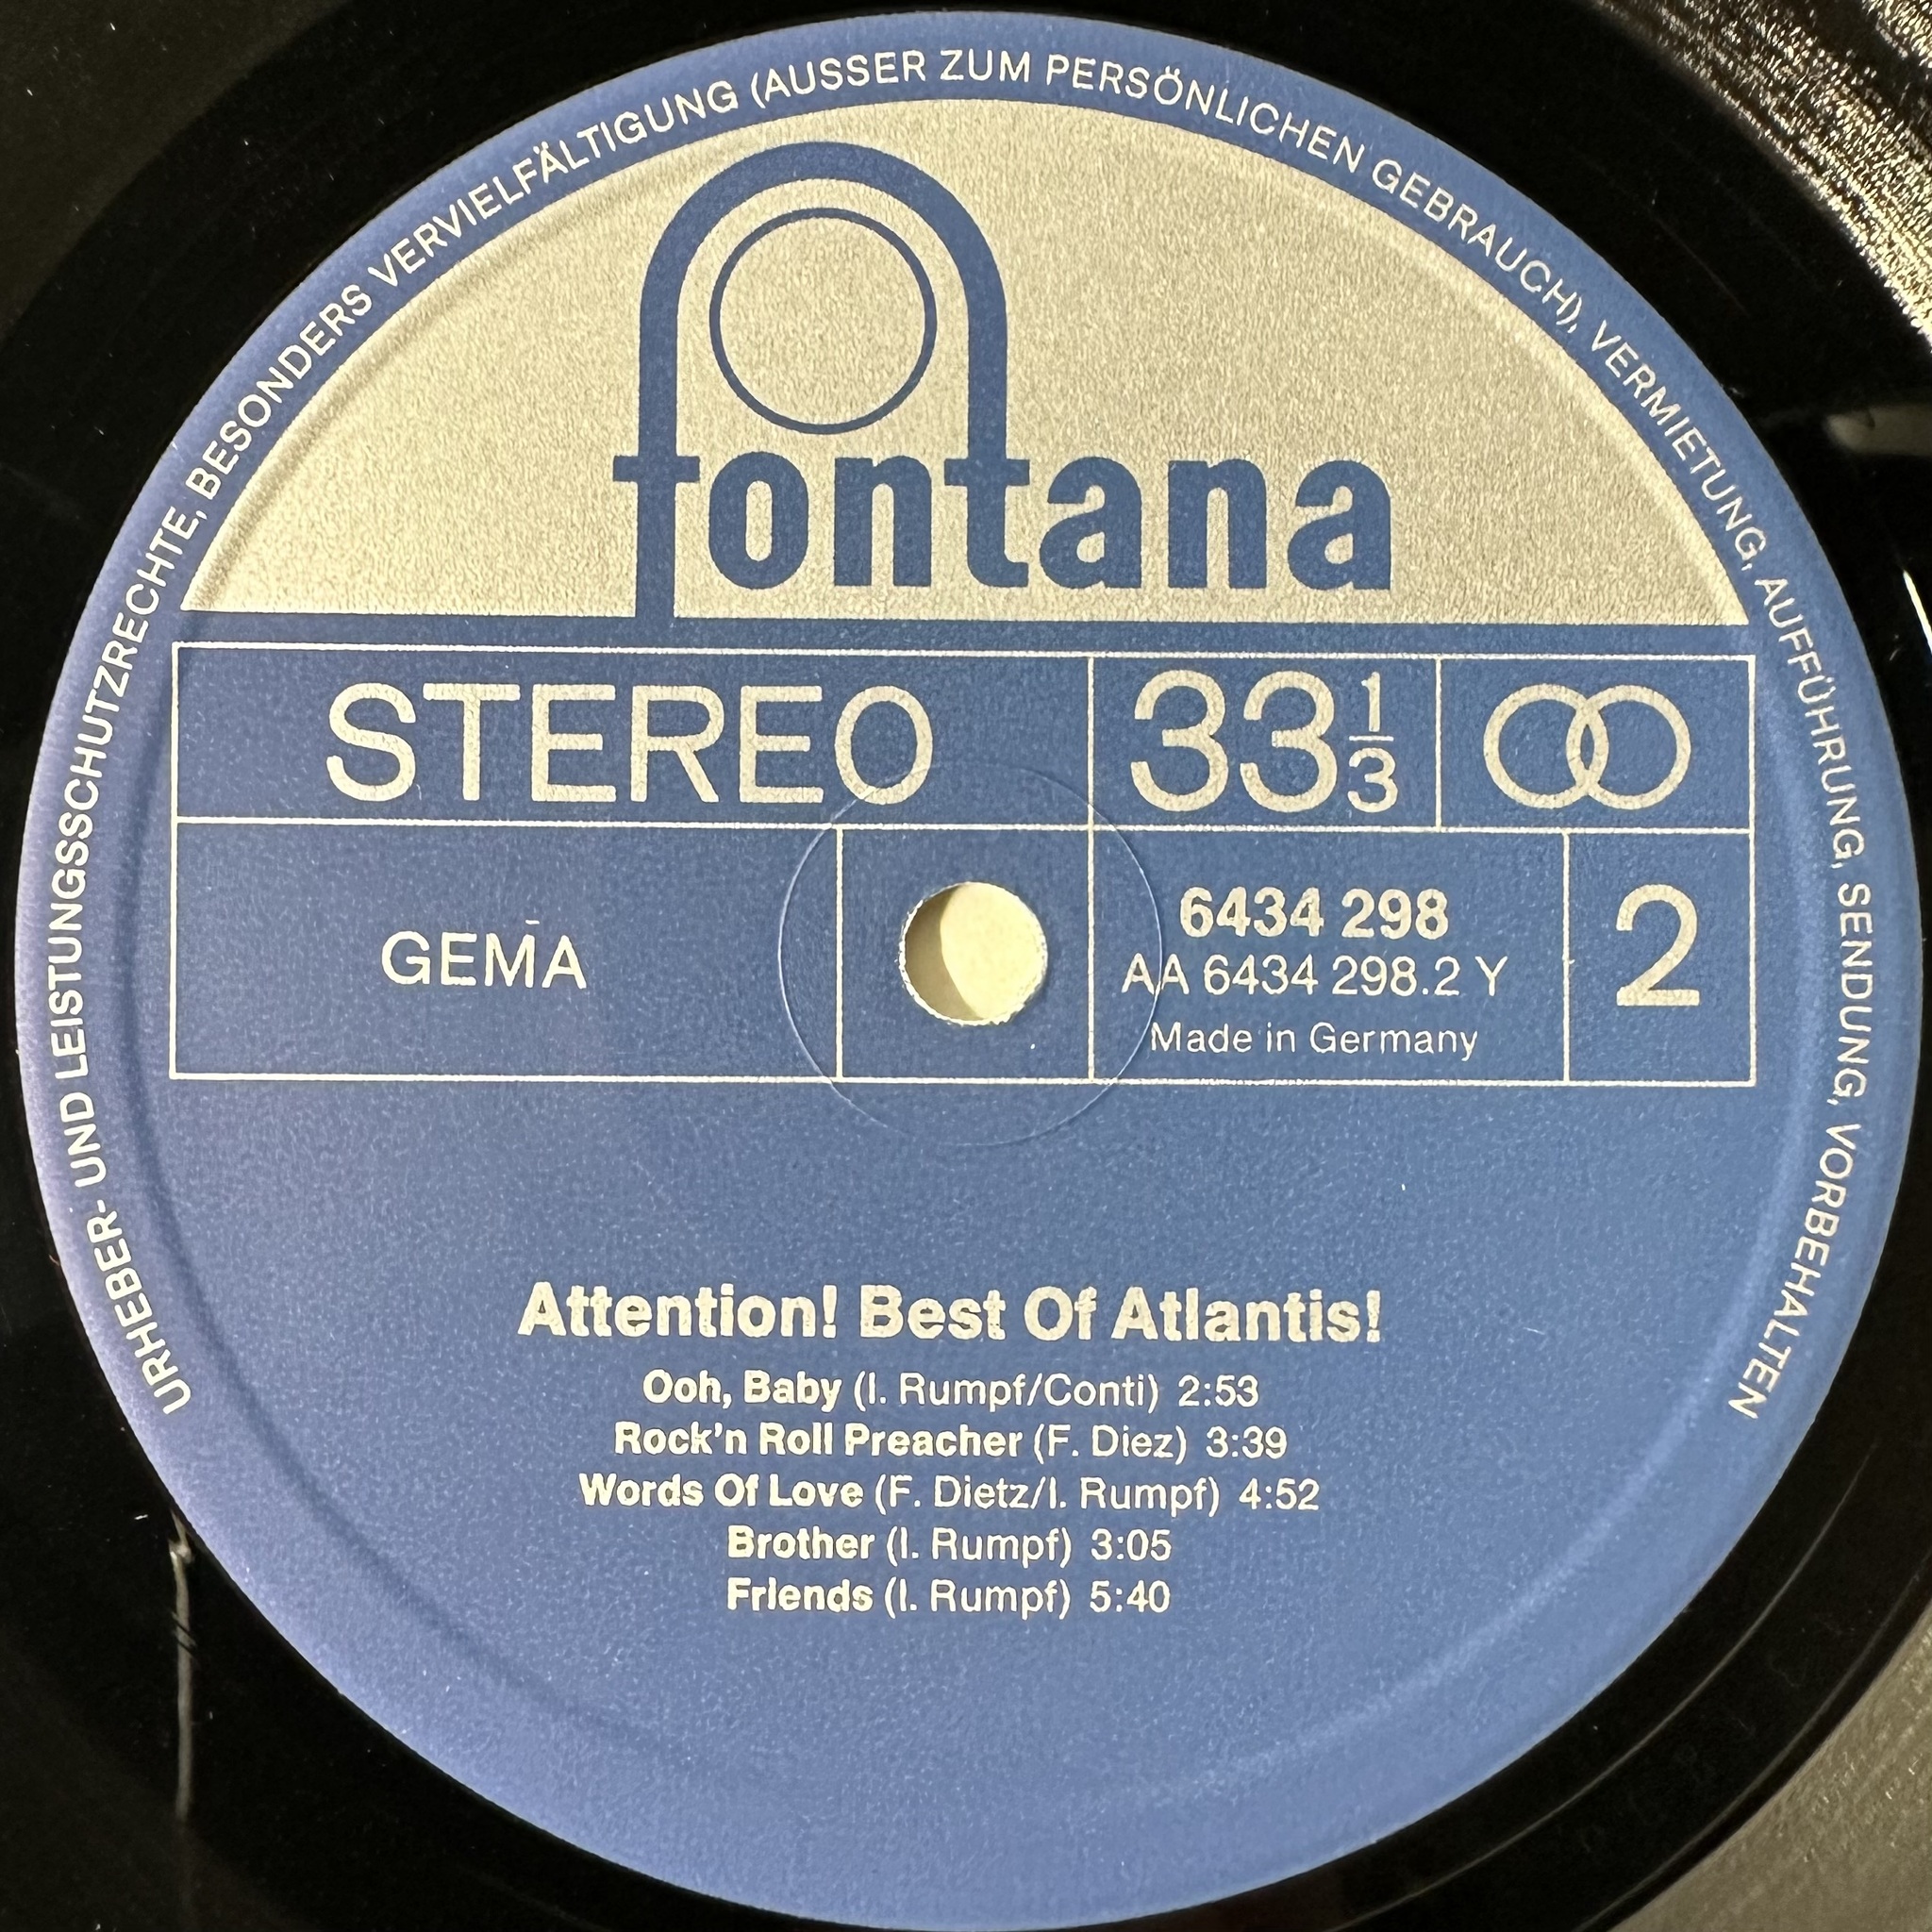 URHEBER- UND LEISTUNGSSCHUTZRECHTE, BESONDERS VERVIELFÄLTIGUNG (AUSSER ZUM PERSÖNLICHEN GEBRAUCH), VERMIETUNG, AUFFÜHRUNG, SENDUNG, VORBEHALTEN
fontana
STEREO 33 1/3
GEMA
6434 298
AA 6434 298.2 Y
Made in Germany
2
Attention! Best Of Atlantis!
Ooh, Baby (I. Rumpf/Conti) 2:53
Rock'n Roll Preacher (F. Diez) 3:39
Words Of Love (F. Dietz/I. Rumpf) 4:52
Brother (I. Rumpf) 3:05
Friends (I. Rumpf) 5:40